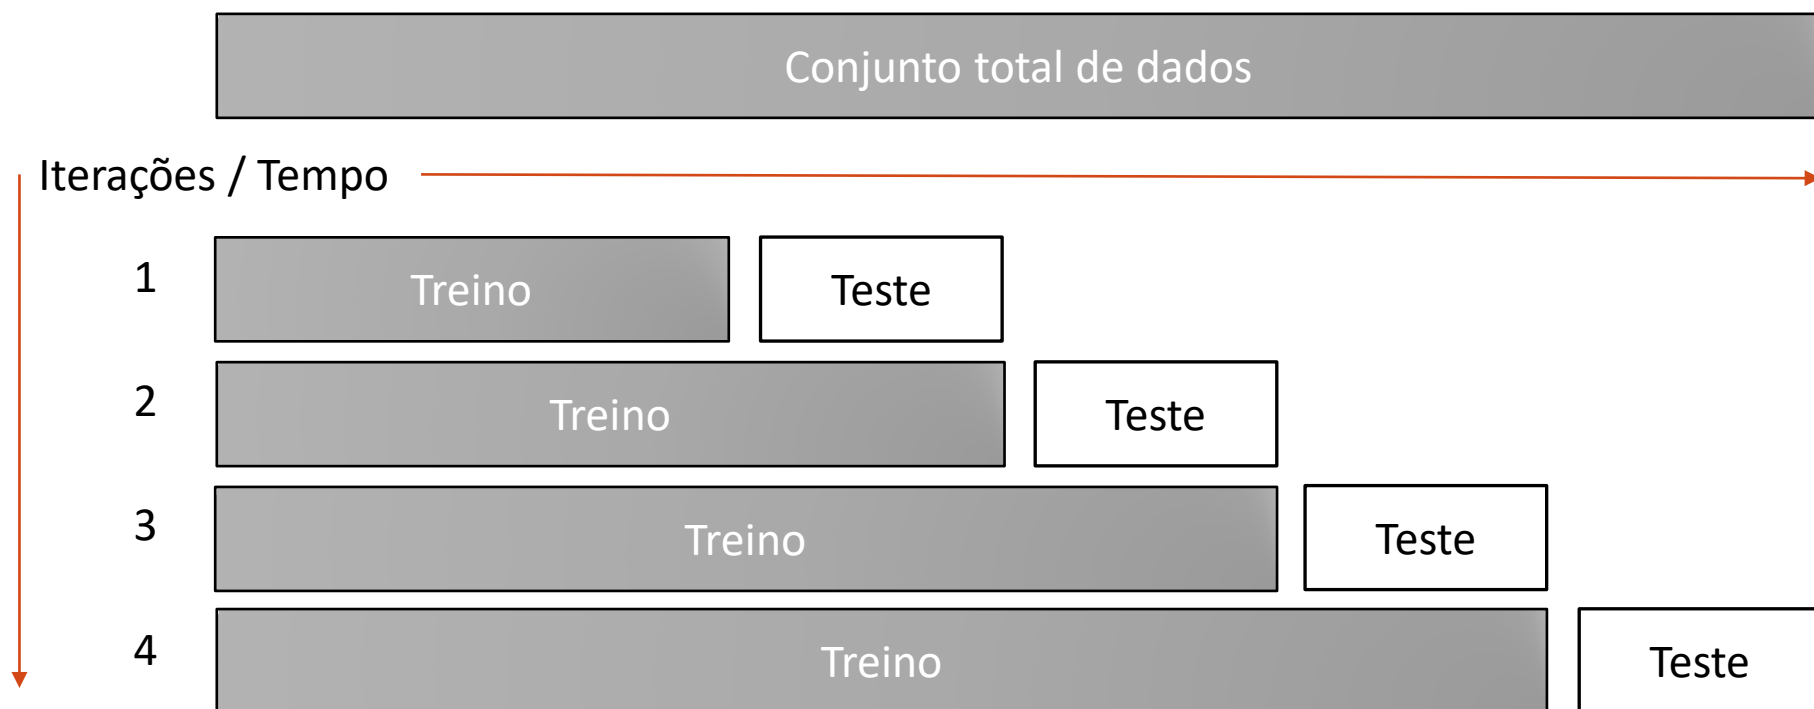 Conjunto total de dados
Iterações / Tempo
1 Treino Teste
2 Treino Teste
3 Treino Teste
4 Treino Teste